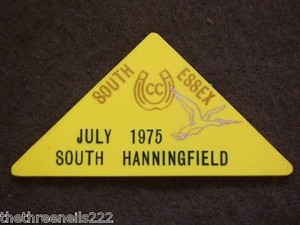 SOUTH ESSEX
CC
JULY 1975
SOUTH HANNINGFIELD
thethreenells222